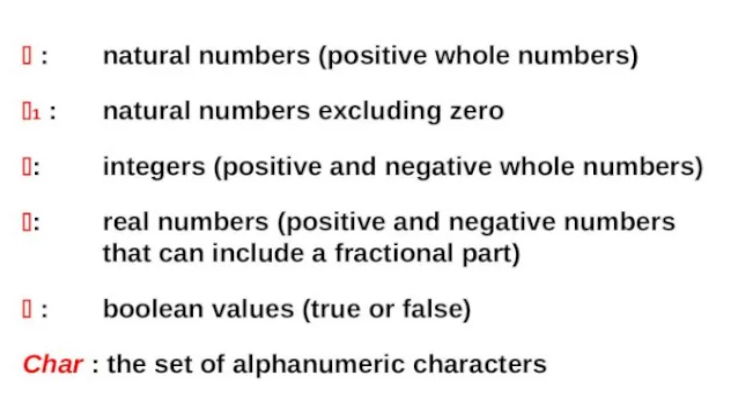 ▯ : natural numbers (positive whole numbers)
▯₁ : natural numbers excluding zero
▯: integers (positive and negative whole numbers)
▯: real numbers (positive and negative numbers
that can include a fractional part)
▯ : boolean values (true or false)
Char : the set of alphanumeric characters